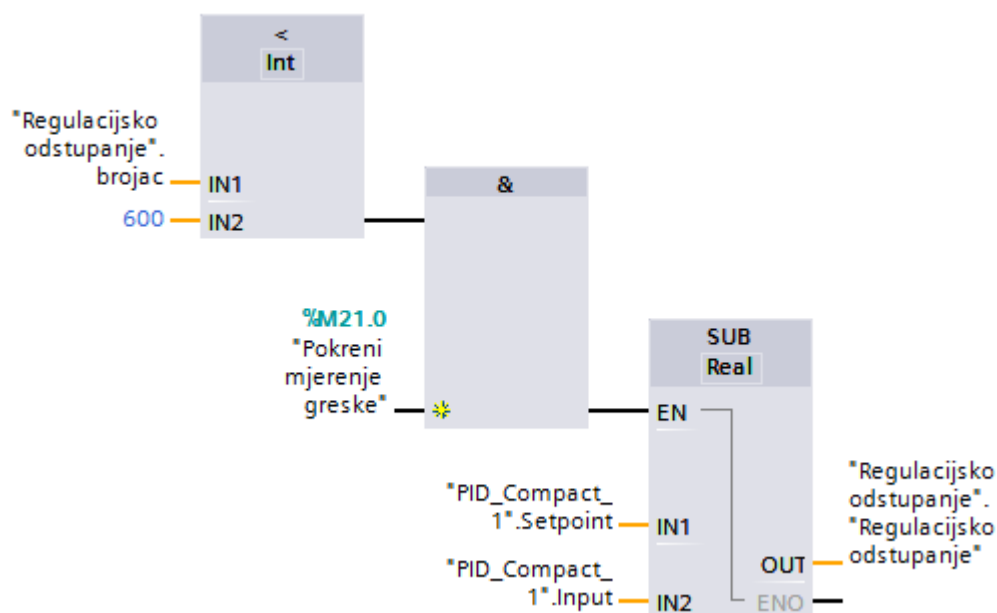 <
Int
"Regulacijsko
odstupanje".
brojac
IN1
600
IN2
&
%M21.0
"Pokreni
mjerenje
greske"
SUB
Real
EN
"PID_Compact_
1".Setpoint
IN1
"PID_Compact_
1".Input
IN2
OUT
ENO
"Regulacijsko
odstupanje".
"Regulacijsko
odstupanje"